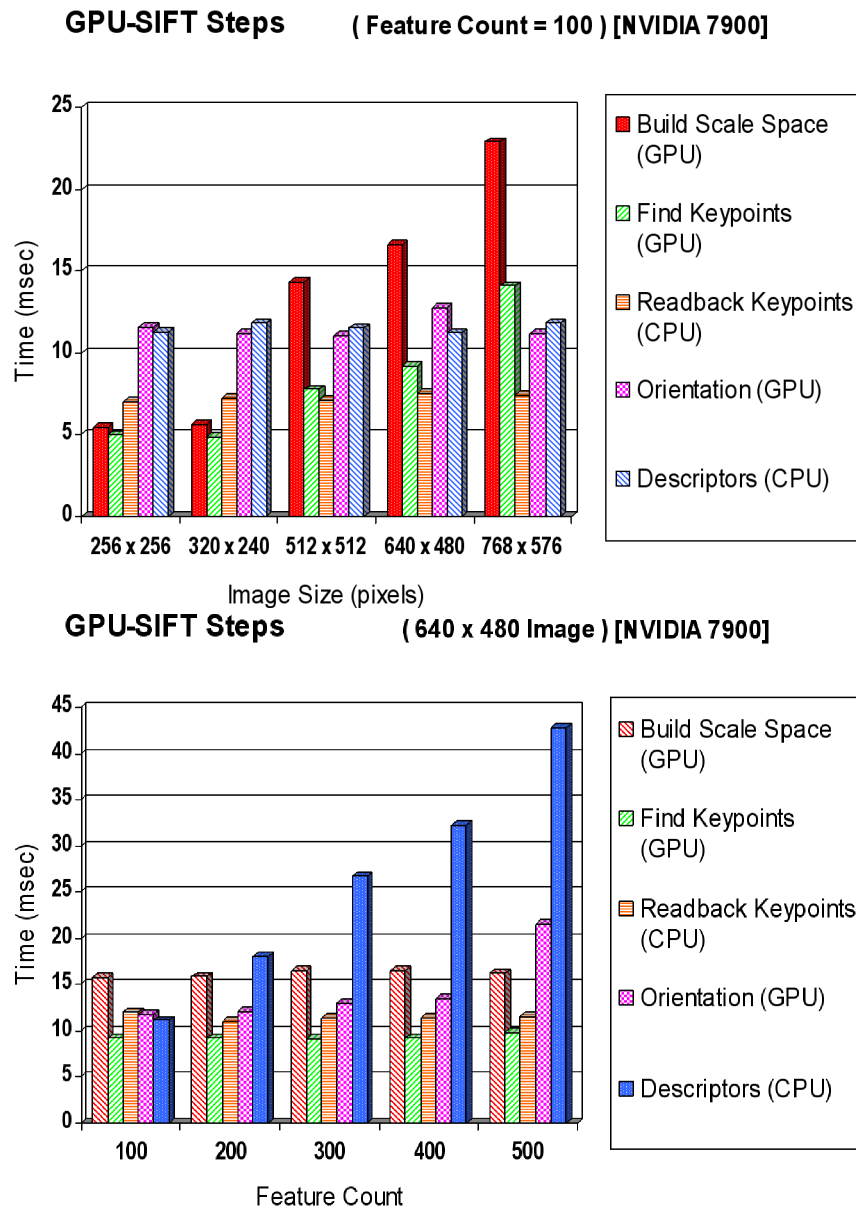 GPU-SIFT Steps ( Feature Count = 100 ) [NVIDIA 7900]
25
20
15
10
5
0
Time (msec)
256 x 256 320 x 240 512 x 512 640 x 480 768 x 576
Image Size (pixels)
Build Scale Space
(GPU)
Find Keypoints
(GPU)
Readback Keypoints
(CPU)
Orientation (GPU)
Descriptors (CPU)
GPU-SIFT Steps ( 640 x 480 Image ) [NVIDIA 7900]
45
40
35
30
25
20
15
10
5
0
Time (msec)
100 200 300 400 500
Feature Count
Build Scale Space
(GPU)
Find Keypoints
(GPU)
Readback Keypoints
(CPU)
Orientation (GPU)
Descriptors (CPU)